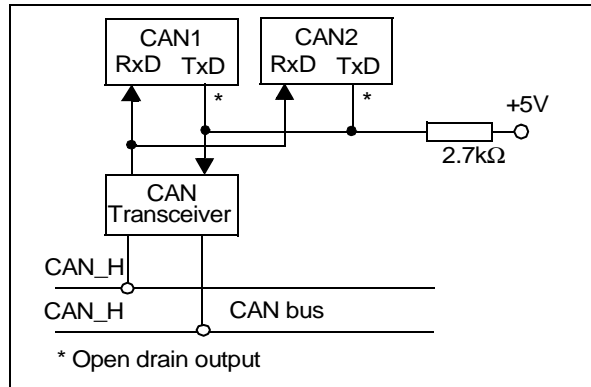 CAN1
RxD TxD
*
CAN2
RxD TxD
*
+5V
2.7kΩ
CAN
Transceiver
CAN_H
CAN_H
CAN bus
* Open drain output